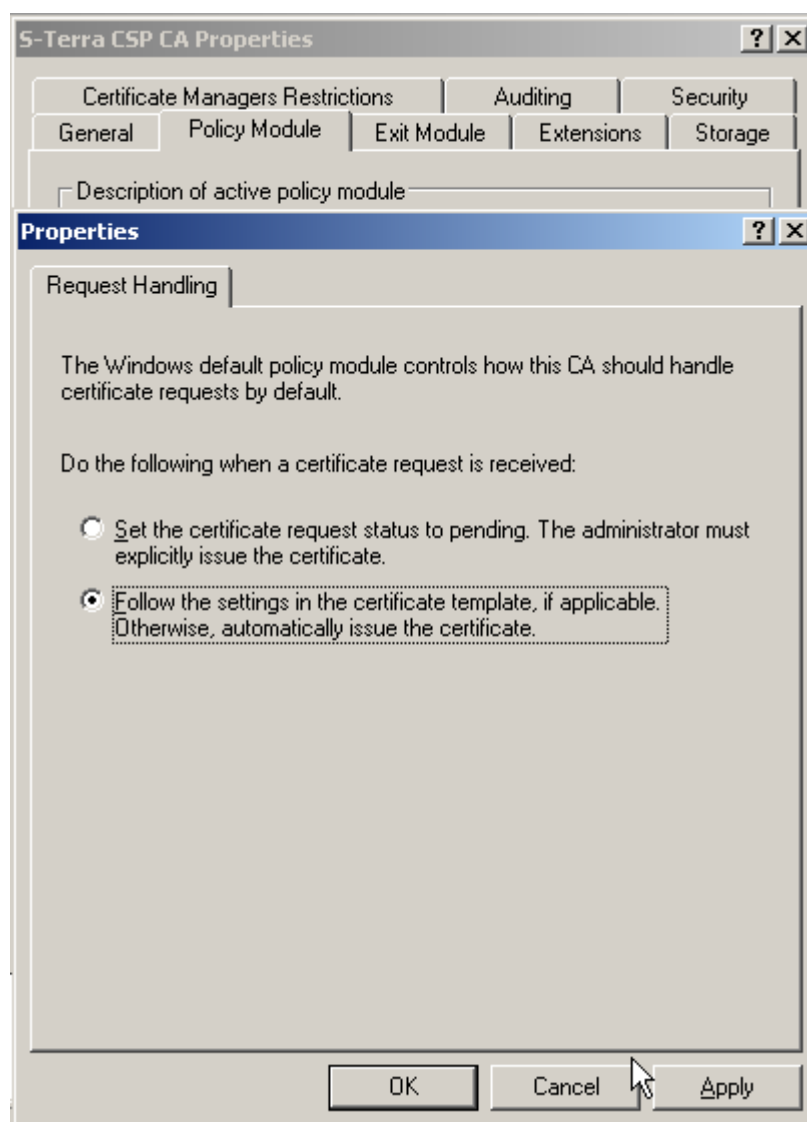 S-Terra CSP CA Properties
Certificate Managers Restrictions Auditing Security
General Policy Module Exit Module Extensions Storage
Description of active policy module
Properties
Request Handling
The Windows default policy module controls how this CA should handle
certificate requests by default.
Do the following when a certificate request is received:
Set the certificate request status to pending. The administrator must
explicitly issue the certificate.
Follow the settings in the certificate template, if applicable.
Otherwise, automatically issue the certificate.
OK Cancel Apply